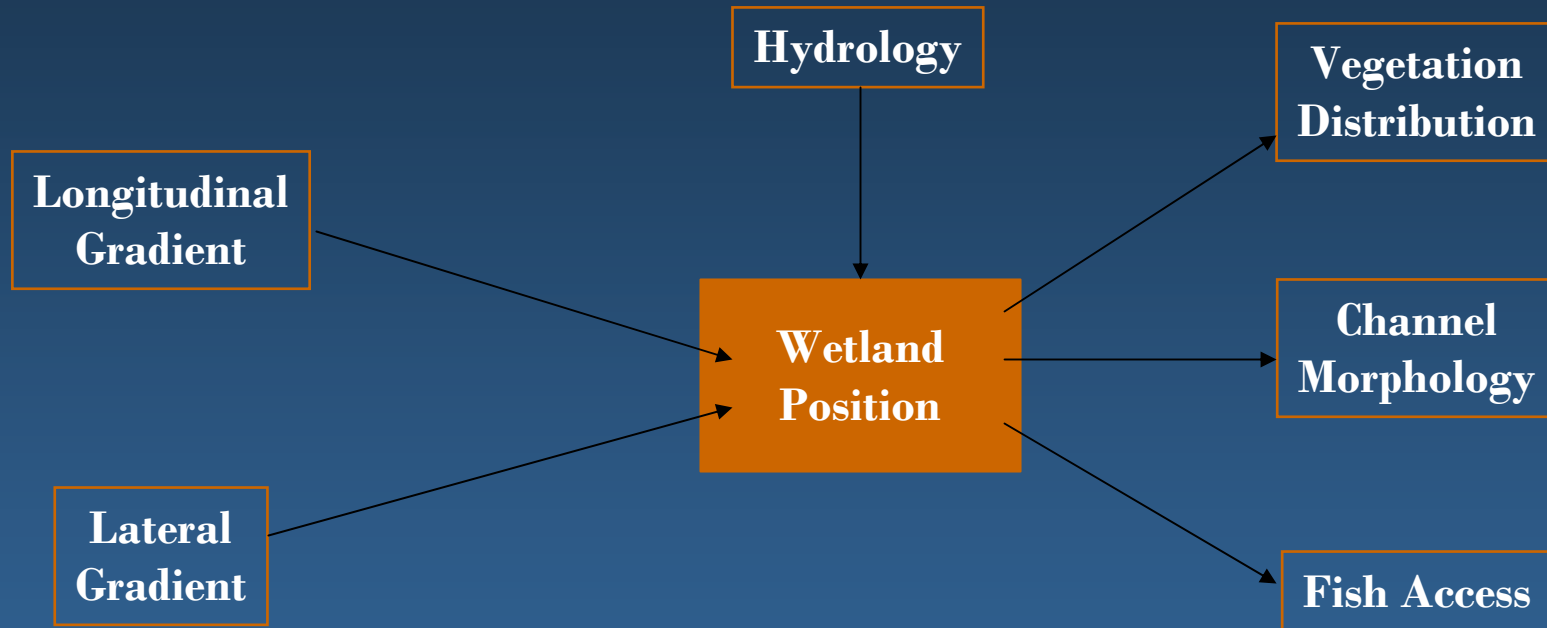 Hydrology
Vegetation
Distribution
Longitudinal
Gradient
Wetland
Position
Channel
Morphology
Lateral
Gradient
Fish Access